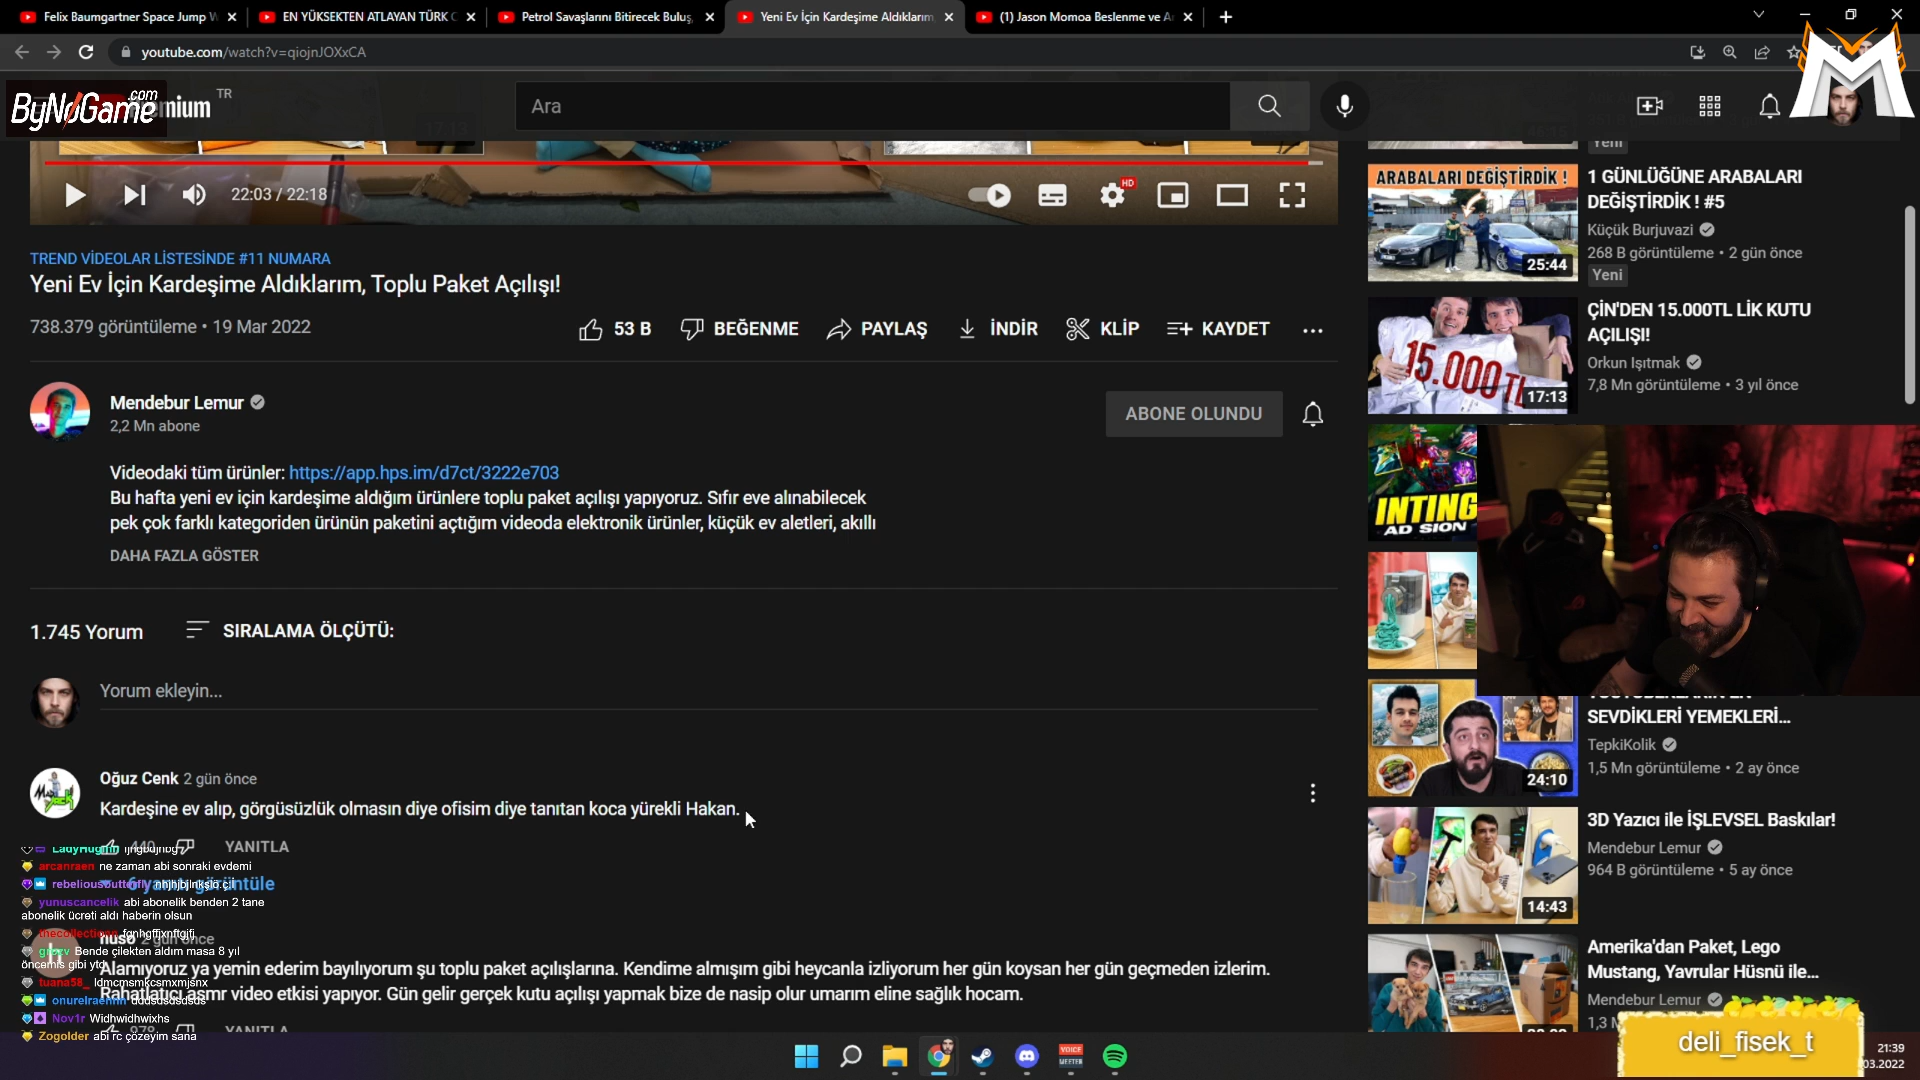 Felix Baumgartner Space Jump W
EN YÜKSEKTEN ATLAYAN TÜRK
Petrol Savaşlarını Bitirecek Buluş,
Yeni Ev İçin Kardeşime Aldıklarım,
(1) Jason Momoa Beslenme ve A
youtube.com/watch?v=qiojnJOXxCA
ByNoGame
.com
mium
TR
Ara
22:03 / 22:18
HD
TREND VİDEOLAR LİSTESİNDE #11 NUMARA
Yeni Ev İçin Kardeşime Aldıklarım, Toplu Paket Açılışı!
738.379 görüntüleme • 19 Mar 2022
53 B
BEĞENME
PAYLAŞ
İNDİR
KLİP
KAYDET
Mendebur Lemur
2,2 Mn abone
ABONE OLUNDU
Videodaki tüm ürünler: https://app.hps.im/d7ct/3222e703
Bu hafta yeni ev için kardeşime aldığım ürünlere toplu paket açılışı yapıyoruz. Sıfır eve alınabilecek
pek çok farklı kategoriden ürünün paketini açtığım videoda elektronik ürünler, küçük ev aletleri, akıllı
DAHA FAZLA GÖSTER
1.745 Yorum
SIRALAMA ÖLÇÜTÜ:
Yorum ekleyin...
Oğuz Cenk 2 gün önce
Kardeşine ev alıp, görgüsüzlük olmasın diye ofisim diye tanıtan koca yürekli Hakan.
440
YANITLA
6 yanıtı görüntüle
huso 2 gün önce
Alamıyoruz ya yemin ederim bayılıyorum şu toplu paket açılışlarına. Kendime almışım gibi heycanla izliyorum her gün koysan her gün geçmeden izlerim.
Rahatlatıcı asmr video etkisi yapıyor. Gün gelir gerçek kutu açılışı yapmak bize de nasip olur umarım eline sağlık hocam.
978
YANITLA
arcanraen ne zaman abi sonraki evdemi
yunuscancelik abi abonelik benden 2 tane
abonelik ücreti aldı haberin olsun
Bende çilekten aldım masa 8 yıl
öncemis gibi ytd
tuana58_ ldmcmsmkcsmxmjsnx
onurelraennn dddsdsdsdsds
Nov1r Widhwidhwixhs
Zogolder abi rc çözeyim sana
Yeni
ARABALARI DEĞİŞTİRDİK !
25:44
1 GÜNLÜĞÜNE ARABALARI
DEĞİŞTİRDİK ! #5
Küçük Burjuvazi
268 B görüntüleme • 2 gün önce
Yeni
15.000TL
17:13
ÇİN'DEN 15.000TL LİK KUTU
AÇILIŞI!
Orkun Işıtmak
7,8 Mn görüntüleme • 3 yıl önce
INTING
AD SION
24:10
SEVDİKLERİ YEMEKLERİ...
TepkiKolik
1,5 Mn görüntüleme • 2 ay önce
14:43
3D Yazıcı ile İŞLEVSEL Baskılar!
Mendebur Lemur
964 B görüntüleme • 5 ay önce
Amerika'dan Paket, Lego
Mustang, Yavrular Hüsnü ile...
Mendebur Lemur
1,3 M
deli_fisek_t
VOICE
MEETER
21:39
03.2022